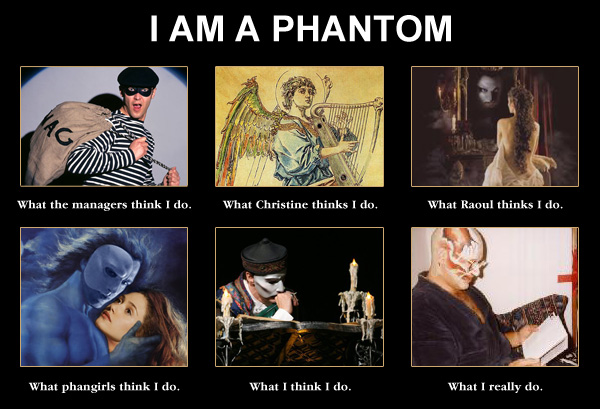 I AM A PHANTOM
WAG
What the managers think I do.
What Christine thinks I do.
What Raoul thinks I do.
What phangirls think I do.
What I think I do.
What I really do.